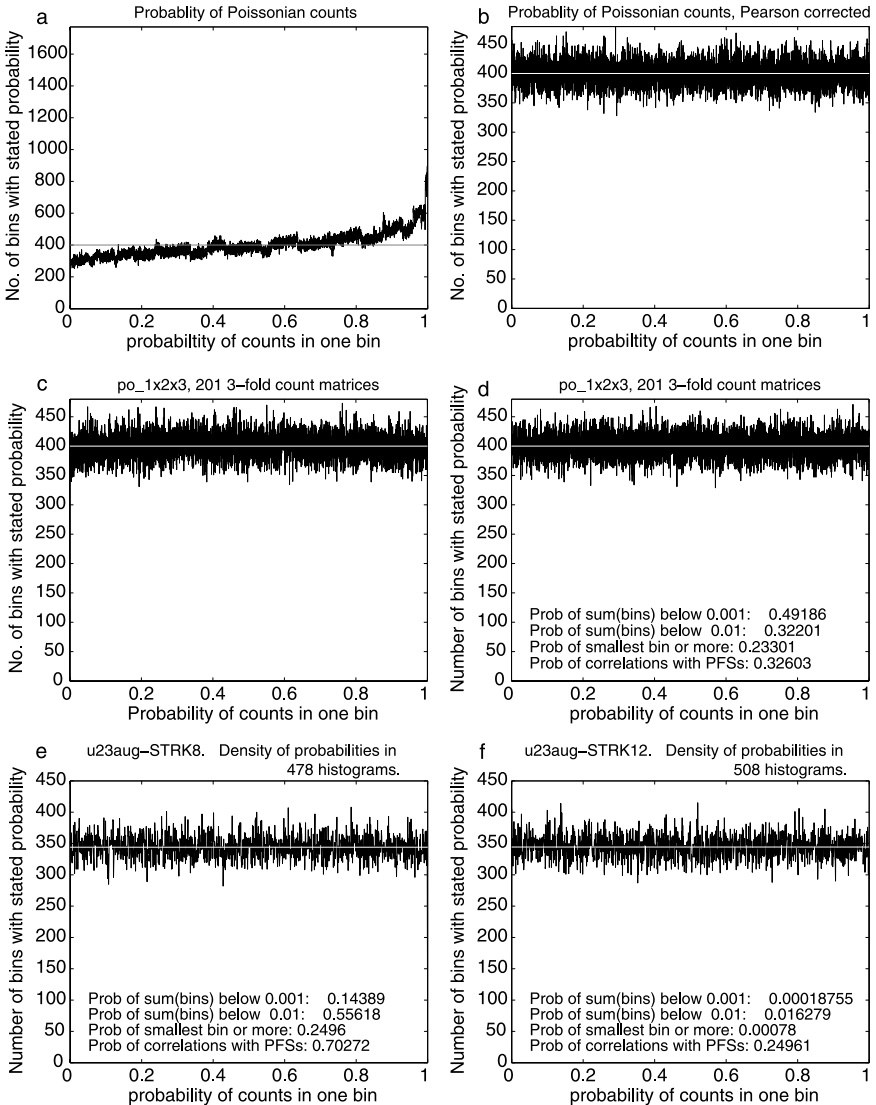 a
Probablity of Poissonian counts
No. of bins with stated probability
1600
1400
1200
1000
800
600
400
200
0
0 0.2 0.4 0.6 0.8 1
probabiltity of counts in one bin
b
Probablity of Poissonian counts, Pearson corrected
No. of bins with stated probability
450
400
350
300
250
200
150
100
50
0
0 0.2 0.4 0.6 0.8 1
probability of counts in one bin
c
po_1x2x3, 201 3-fold count matrices
No. of bins with stated probability
450
400
350
300
250
200
150
100
50
0
0 0.2 0.4 0.6 0.8 1
Probability of counts in one bin
d
po_1x2x3, 201 3-fold count matrices
Number of bins with stated probability
450
400
350
300
250
200
150
100
50
0
Prob of sum(bins) below 0.001: 0.49186
Prob of sum(bins) below 0.01: 0.32201
Prob of smallest bin or more: 0.23301
Prob of correlations with PFSs: 0.32603
0 0.2 0.4 0.6 0.8 1
Probability of counts in one bin
e
u23aug-STRK8. Density of probabilities in
478 histograms.
Number of bins with stated probability
450
400
350
300
250
200
150
100
50
0
Prob of sum(bins) below 0.001: 0.14389
Prob of sum(bins) below 0.01: 0.55618
Prob of smallest bin or more: 0.2496
Prob of correlations with PFSs: 0.70272
0 0.2 0.4 0.6 0.8 1
probability of counts in one bin
f
u23aug-STRK12. Density of probabilities in
508 histograms.
Number of bins with stated probability
450
400
350
300
250
200
150
100
50
0
Prob of sum(bins) below 0.001: 0.00018755
Prob of sum(bins) below 0.01: 0.016279
Prob of smallest bin or more: 0.00078
Prob of correlations with PFSs: 0.24961
0 0.2 0.4 0.6 0.8 1
probability of counts in one bin